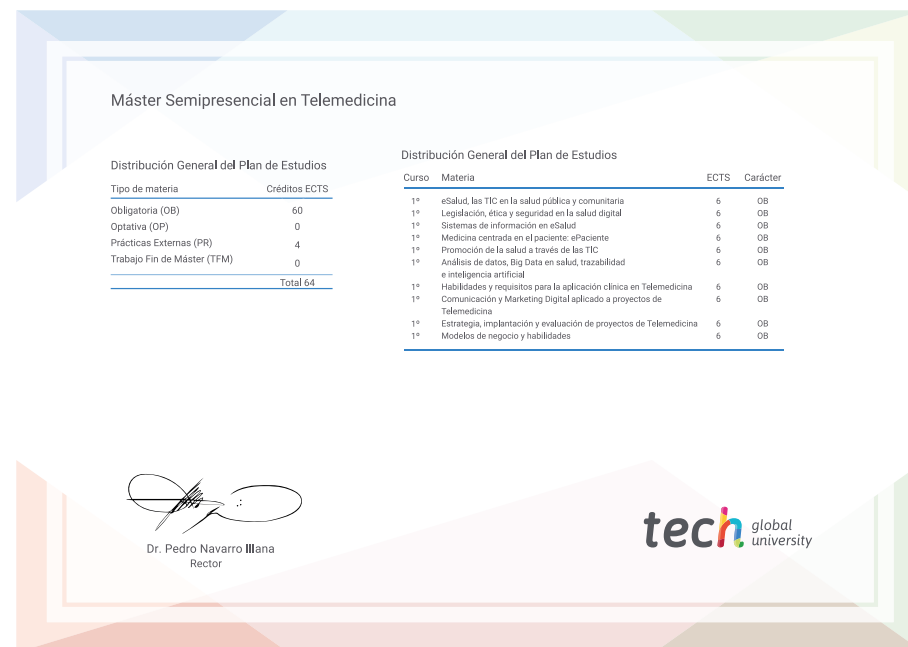 Máster Semipresencial en Telemedicina
Distribución General del Plan de Estudios
Tipo de materia Créditos ECTS
Obligatoria (OB) 60
Optativa (OP) 0
Prácticas Externas (PR) 4
Trabajo Fin de Máster (TFM) 0
Total 64
Distribución General del Plan de Estudios
Curso Materia ECTS Carácter
1º eSalud, las TIC en la salud pública y comunitaria 6 OB
1º Legislación, ética y seguridad en la salud digital 6 OB
1º Sistemas de información en eSalud 6 OB
1º Medicina centrada en el paciente: ePaciente 6 OB
1º Promoción de la salud a través de las TIC 6 OB
1º Análisis de datos, Big Data en salud, trazabilidad 6 OB
e inteligencia artificial
1º Habilidades y requisitos para la aplicación clínica en Telemedicina 6 OB
1º Comunicación y Marketing Digital aplicado a proyectos de 6 OB
Telemedicina
1º Estrategia, implantación y evaluación de proyectos de Telemedicina 6 OB
1º Modelos de negocio y habilidades 6 OB
Dr. Pedro Navarro Illana
Rector
tech global
university